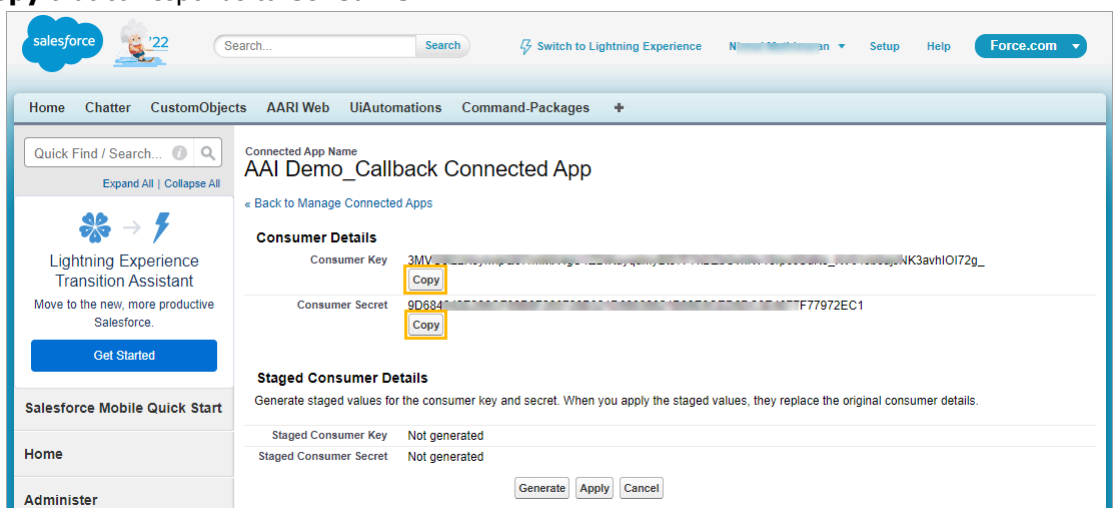 salesforce
'22
Search...
Search
Switch to Lightning Experience
Setup
Help
Force.com
Home Chatter CustomObjects AARI Web UiAutomations Command-Packages +
Quick Find / Search...
Expand All | Collapse All
Lightning Experience
Transition Assistant
Move to the new, more productive
Salesforce.
Get Started
Salesforce Mobile Quick Start
Home
Administer
Connected App Name
AAI Demo_Callback Connected App
« Back to Manage Connected Apps
Consumer Details
Consumer Key
Copy
Consumer Secret
Copy
Staged Consumer Details
Generate staged values for the consumer key and secret. When you apply the staged values, they replace the original consumer details.
Staged Consumer Key Not generated
Staged Consumer Secret Not generated
Generate Apply Cancel